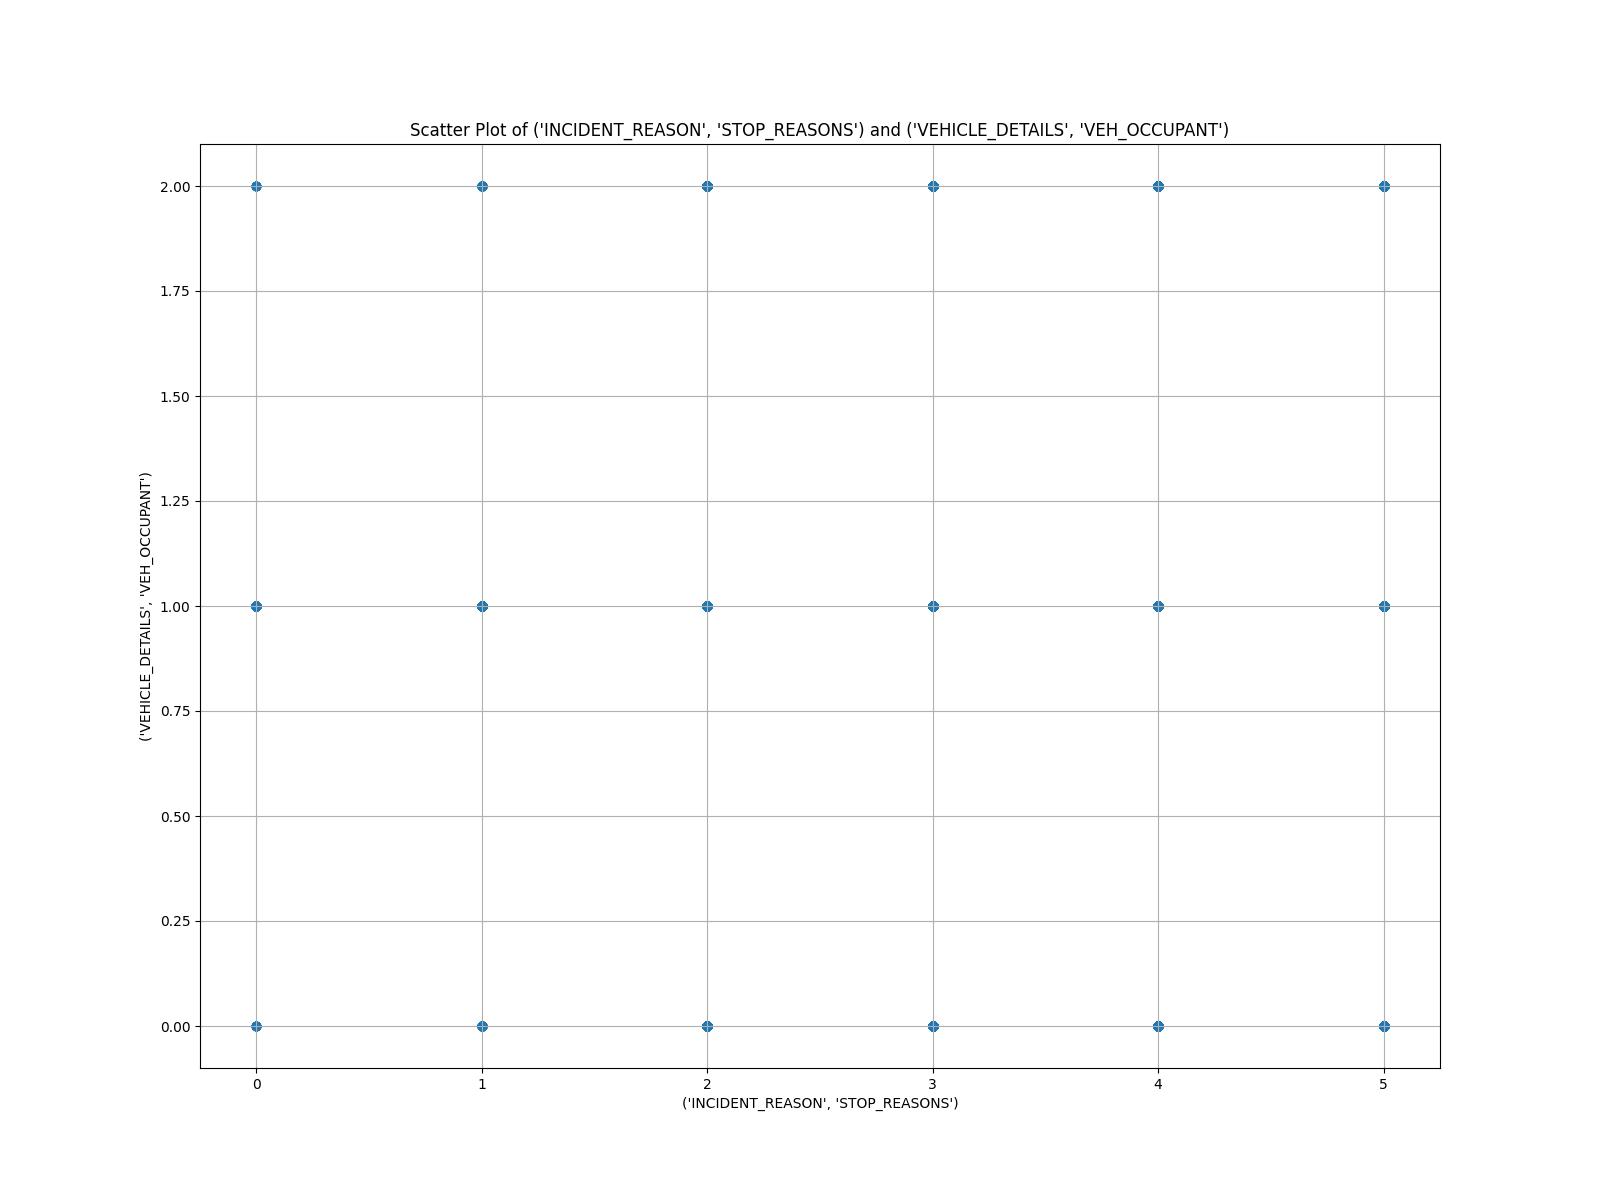 Scatter Plot of ('INCIDENT_REASON', 'STOP_REASONS') and ('VEHICLE_DETAILS', 'VEH_OCCUPANT')
('VEHICLE_DETAILS', 'VEH_OCCUPANT')
2.00
1.75
1.50
1.25
1.00
0.75
0.50
0.25
0.00
0 1 2 3 4 5
('INCIDENT_REASON', 'STOP_REASONS')